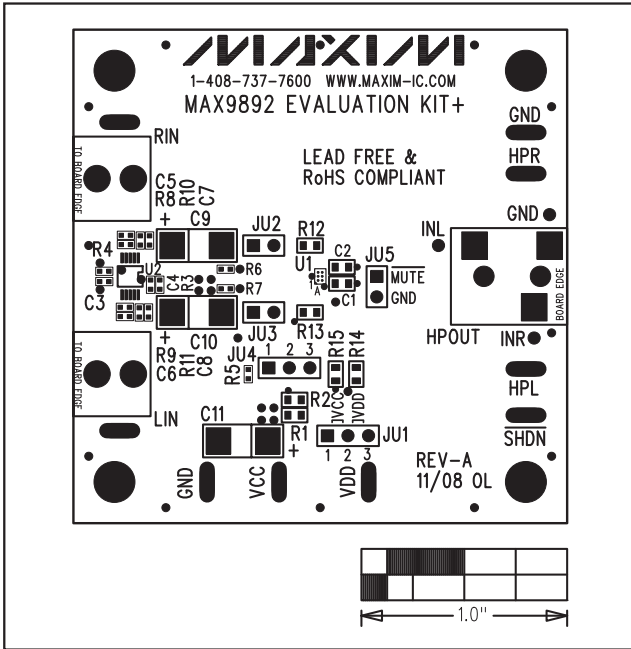 MAXIM
1-408-737-7600 WWW.MAXIM-IC.COM
MAX9892 EVALUATION KIT+
GND
RIN
HPR
LEAD FREE &
RoHS COMPLIANT
TO BOARD EDGE
C5
R8
R10
C7
+
C9
JU2
R12
GND
INL
R4
U2
C4
R3
R6
R7
U1
1
A
C2
C1
JU5
MUTE
GND
BOARD EDGE
C3
C10
JU3
R13
HPOUT
INR
+
R9
C6
R11
C8
JU4
1 2 3
R5
R15
R14
TO BOARD EDGE
HPL
LIN
C11
R2
R1
+
VCC
VDD
JU1
1 2 3
SHDN
GND
VCC
VDD
REV-A
11/08 OL
1.0"